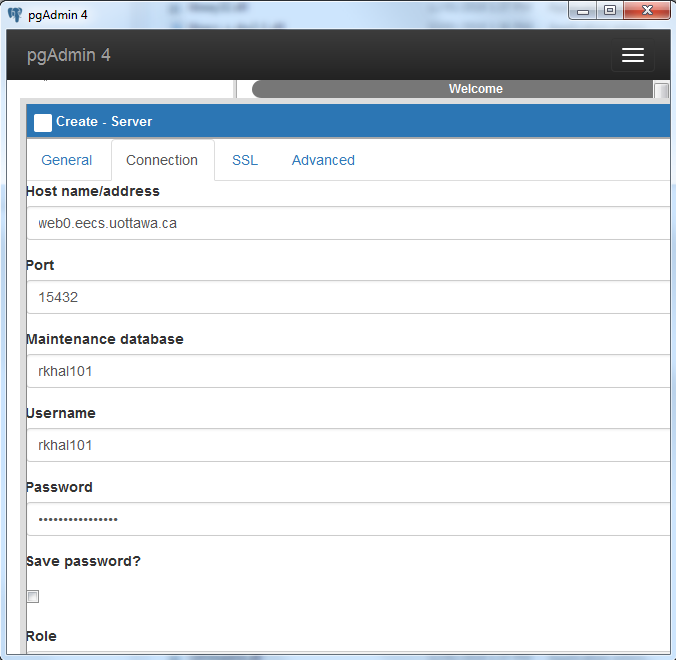 pgAdmin 4
pgAdmin 4
Welcome
Create - Server
General Connection SSL Advanced
Host name/address
web0.eecs.uottawa.ca
Port
15432
Maintenance database
rkhal101
Username
rkhal101
Password
••••••••••••••••
Save password?
Role